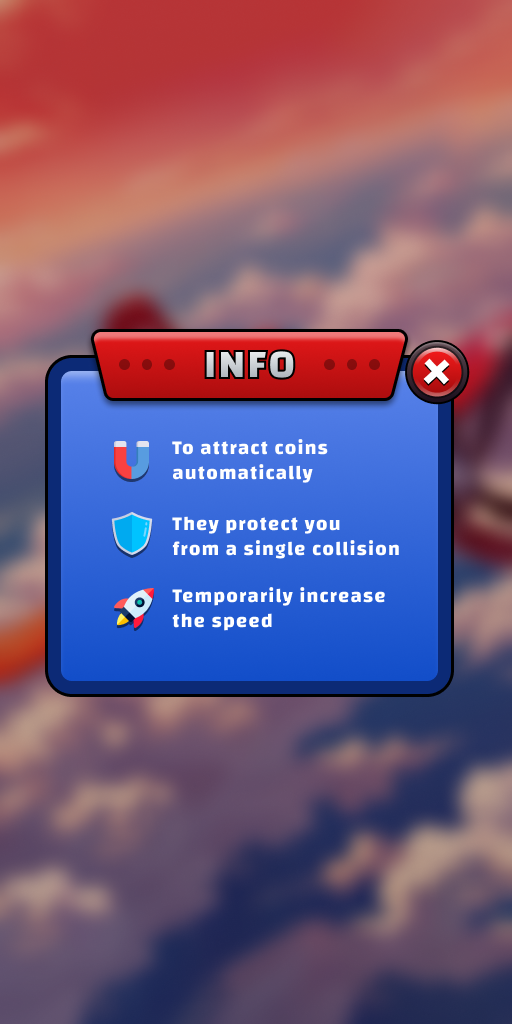 INFO
To attract coins
automatically
They protect you
from a single collision
Temporarily increase
the speed